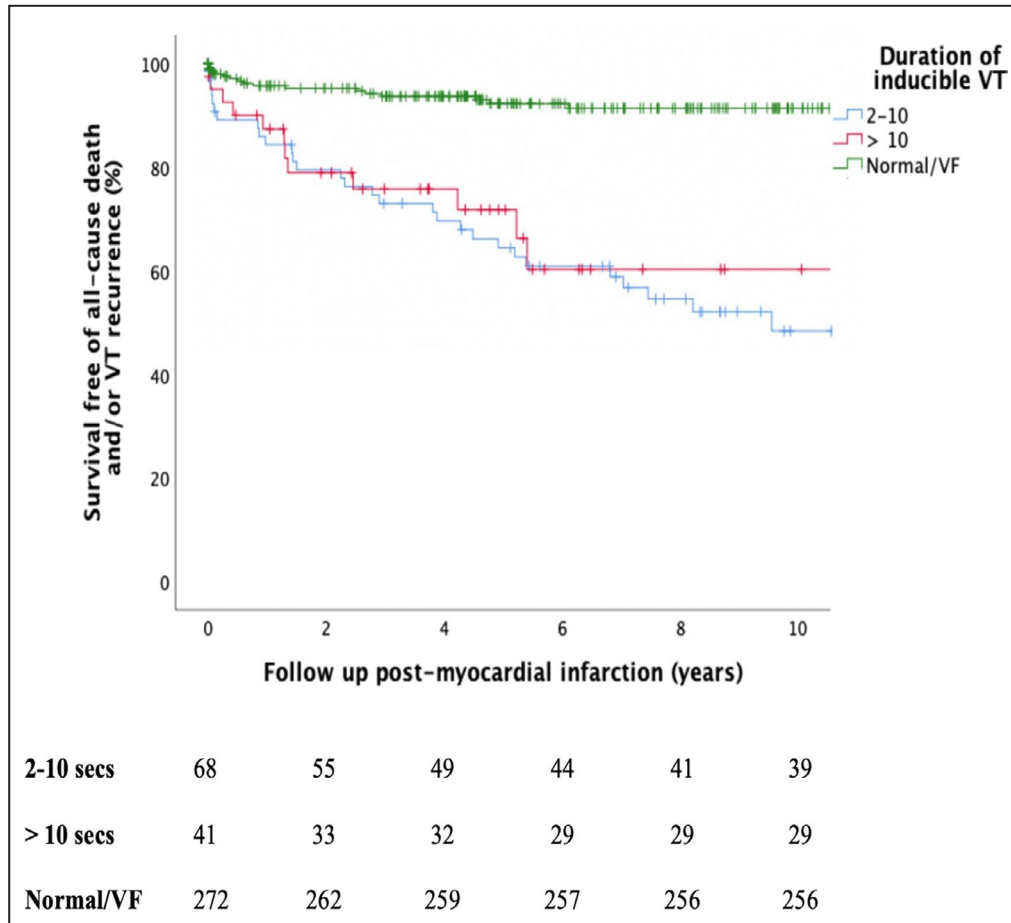 Duration of
inducible VT
2-10
> 10
Normal/VF
Survival free of all-cause death
and/or VT recurrence (%)
100
80
60
40
20
0
0 2 4 6 8 10
Follow up post-myocardial infarction (years)
2-10 secs 68 55 49 44 41 39
> 10 secs 41 33 32 29 29 29
Normal/VF 272 262 259 257 256 256